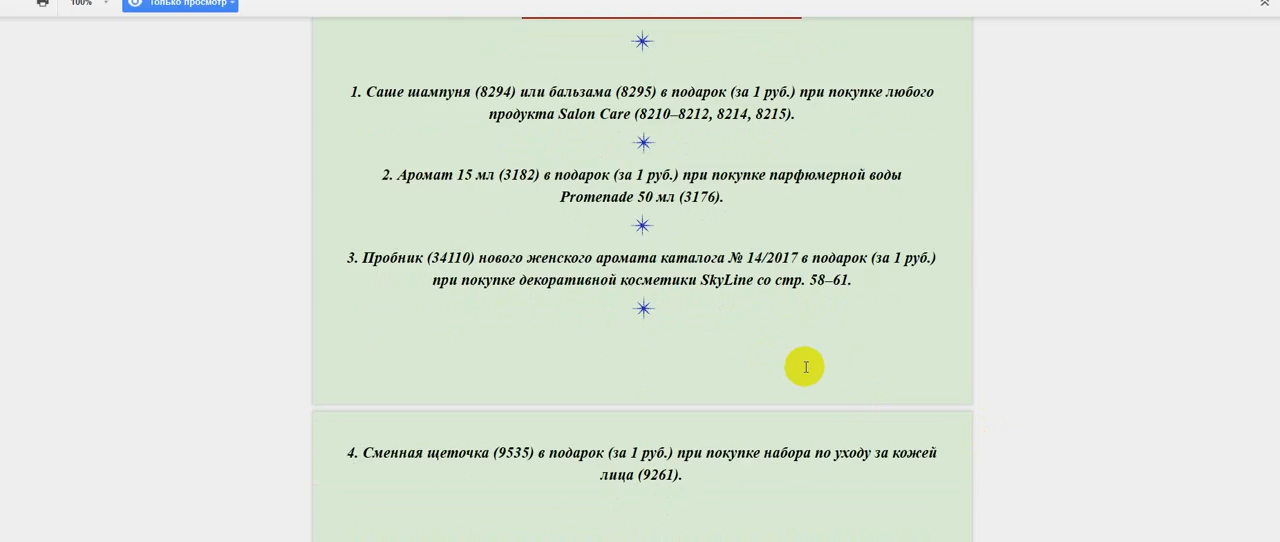 100%
Только просмотр
1. Саше шампуня (8294) или бальзама (8295) в подарок (за 1 руб.) при покупке любого
продукта Salon Care (8210–8212, 8214, 8215).
2. Аромат 15 мл (3182) в подарок (за 1 руб.) при покупке парфюмерной воды
Promenade 50 мл (3176).
3. Пробник (34110) нового женского аромата каталога № 14/2017 в подарок (за 1 руб.)
при покупке декоративной косметики SkyLine со стр. 58–61.
4. Сменная щеточка (9535) в подарок (за 1 руб.) при покупке набора по уходу за кожей
лица (9261).